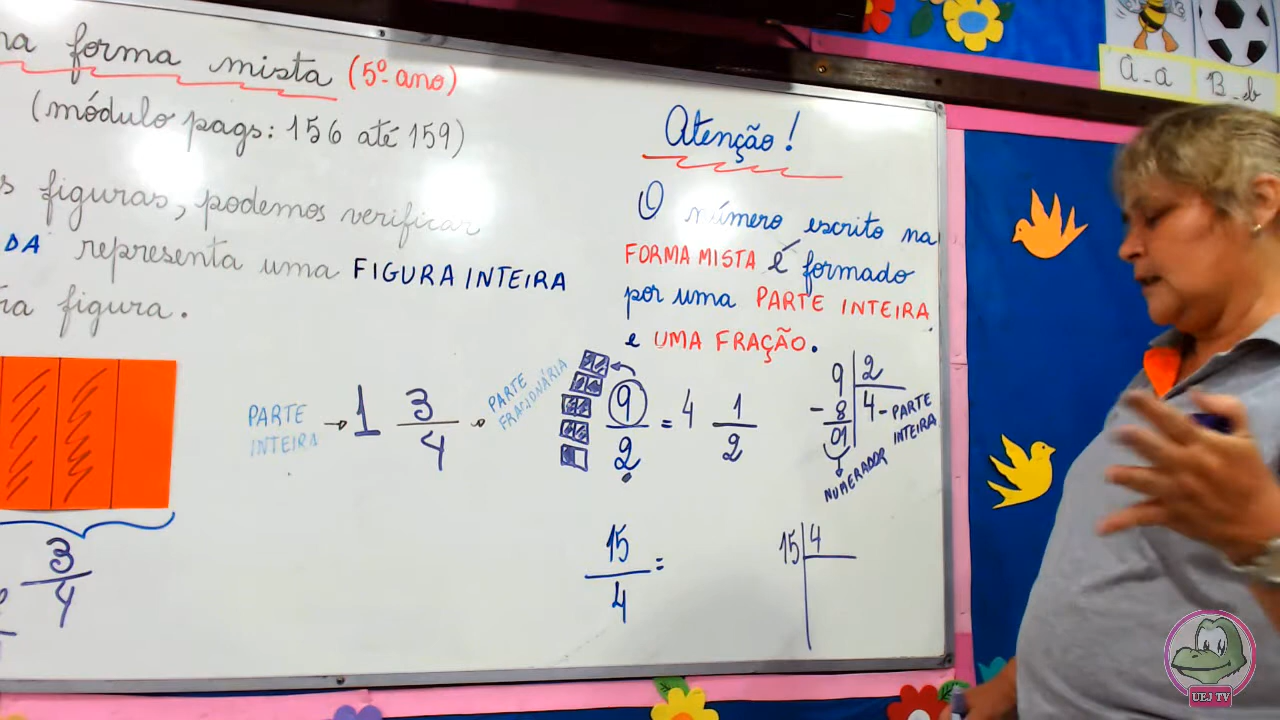 na forma mista (5º ano)
(módulo pags: 156 até 159)
s figuras, podemos verificar
DA representa uma FIGURA INTEIRA
figura.
Atenção!
O número escrito na
FORMA MISTA é formado
por uma PARTE INTEIRA
e UMA FRAÇÃO.
PARTE INTEIRA → 1 3/4 → PARTE FRACIONÁRIA
9/2 = 4 1/2
9 | 2
- 8 4 - PARTE INTEIRA
01
NUMERADOR
3/4
15/4 =
15 | 4
A-a
B-b
UEJ TV